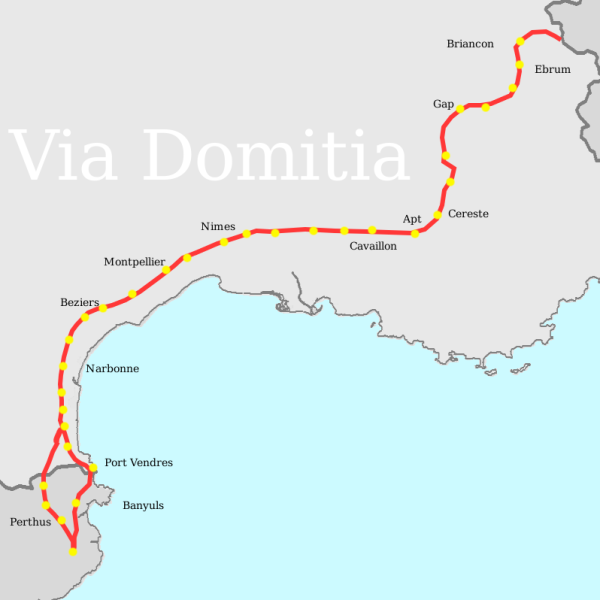 Briancon
Ebrum
Gap
Via Domitia
Cereste
Apt
Nimes
Cavaillon
Montpellier
Beziers
Narbonne
Port Vendres
Banyuls
Perthus